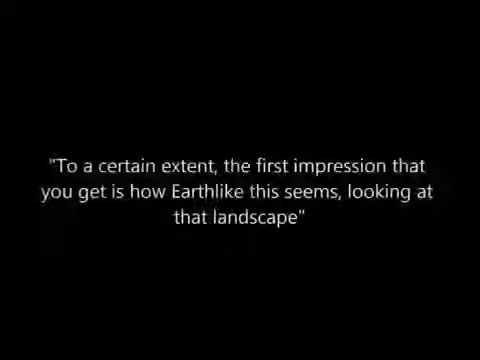 "To a certain extent, the first impression that
you get is how Earthlike this seems, looking at
that landscape"